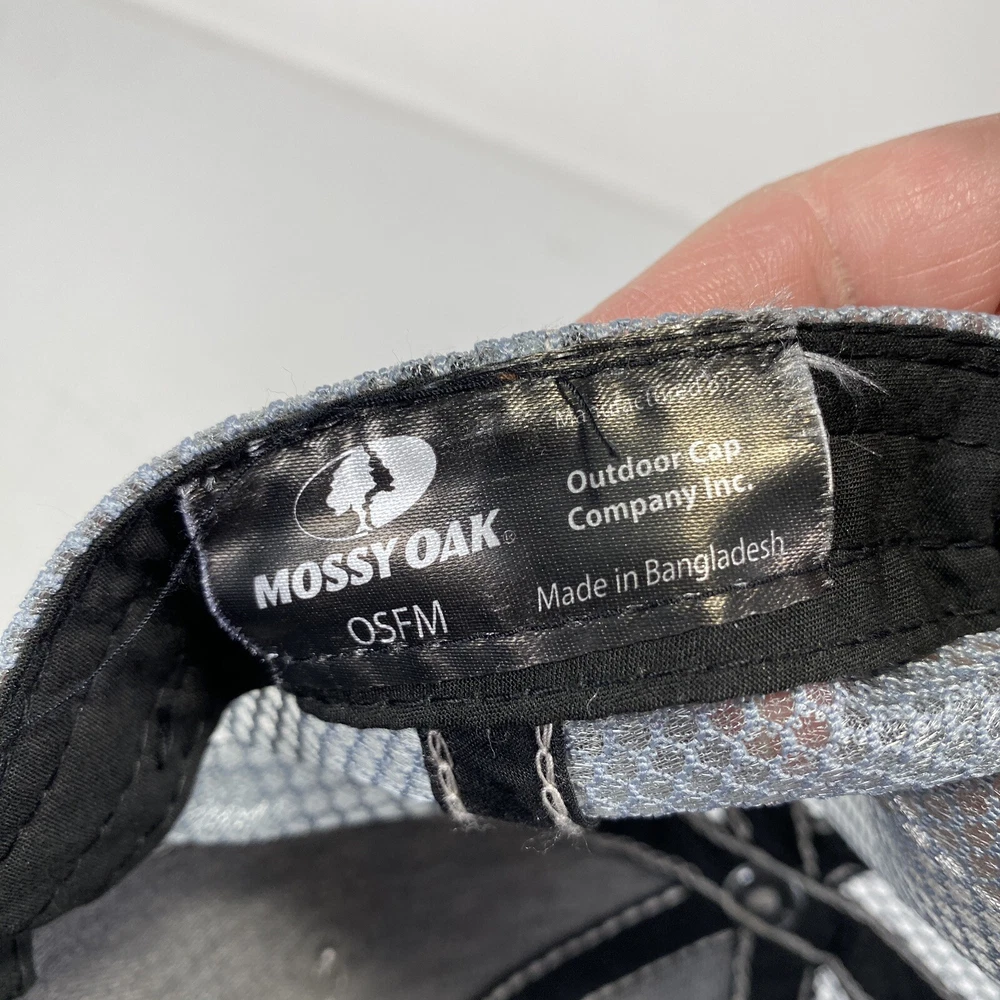 MOSSY OAK®
OSFM
Outdoor Cap
Company Inc.
Made in Bangladesh